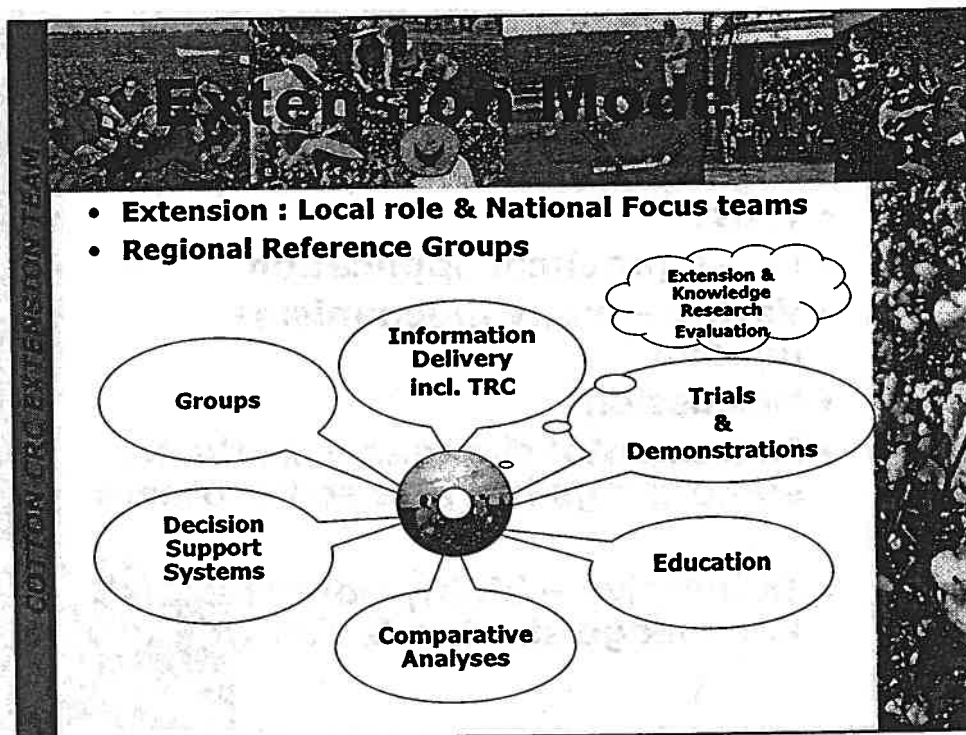 Extension Model
COTTON CRC EXTENSION TEAM
• Extension : Local role & National Focus teams
• Regional Reference Groups
Extension &
Knowledge
Research
Evaluation
Information
Delivery
incl. TRC
Groups
Trials
&
Demonstrations
Decision
Support
Systems
Education
Comparative
Analyses